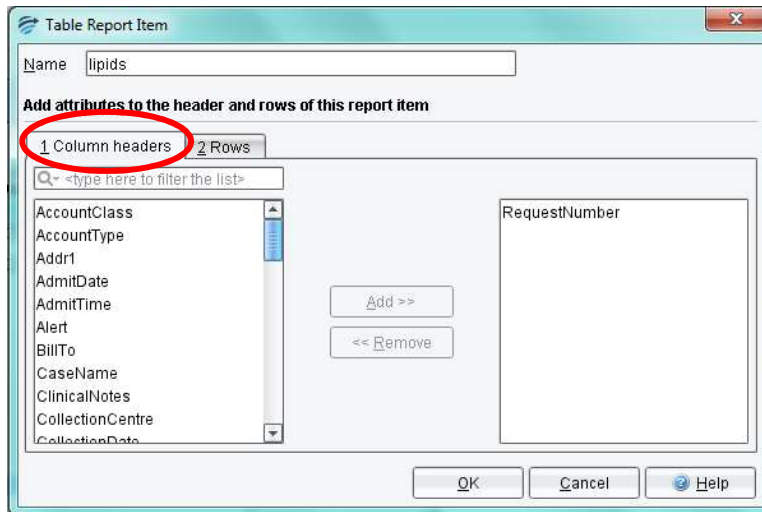 Table Report Item
Name lipids
Add attributes to the header and rows of this report item
1 Column headers 2 Rows
<type here to filter the list>
AccountClass
AccountType
Addr1
AdmitDate
AdmitTime
Alert
BillTo
CaseName
ClinicalNotes
CollectionCentre
CollectionDate
Add >>
<< Remove
RequestNumber
OK Cancel Help